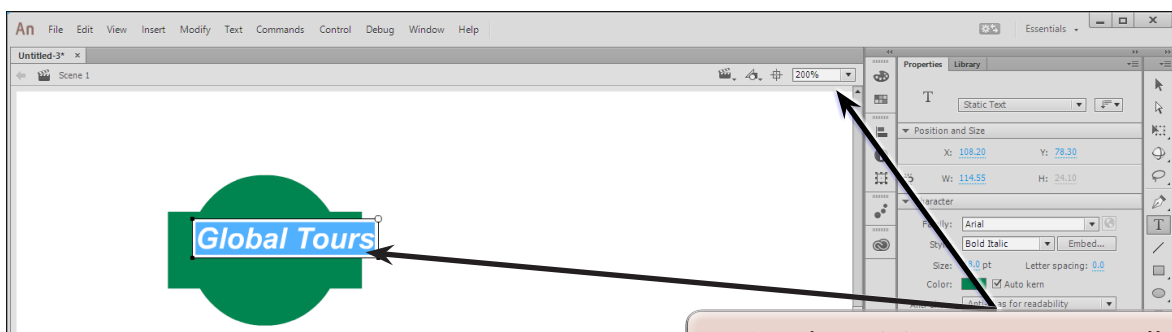 An File Edit View Insert Modify Text Commands Control Debug Window Help Essentials
Untitled-3* ×
Scene 1 200%
Properties Library
T Static Text
Position and Size
X: 108.20 Y: 78.30
W: 114.55 H: 24.10
Global Tours
Family: Arial
Bold Italic Embed...
Size: pt Letter spacing: 0.0
Color: Auto kern
for readability